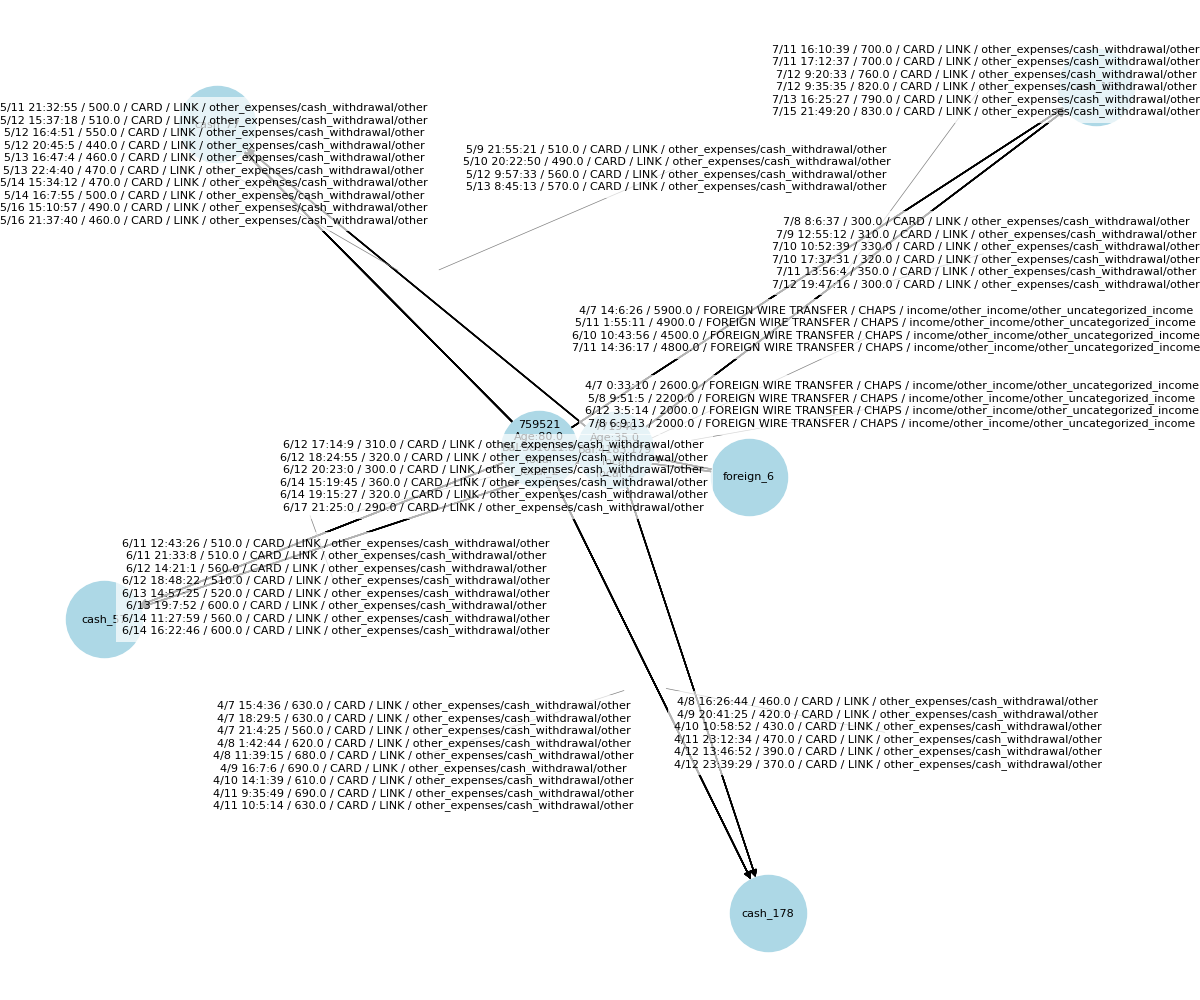 7/11 16:10:39 / 700.0 / CARD / LINK / other_expenses/cash_withdrawal/other
7/11 17:12:37 / 700.0 / CARD / LINK / other_expenses/cash_withdrawal/other
7/12 9:20:33 / 760.0 / CARD / LINK / other_expenses/cash_withdrawal/other
7/12 9:35:35 / 820.0 / CARD / LINK / other_expenses/cash_withdrawal/other
7/13 16:25:27 / 790.0 / CARD / LINK / other_expenses/cash_withdrawal/other
7/15 21:49:20 / 830.0 / CARD / LINK / other_expenses/cash_withdrawal/other
5/11 21:32:55 / 500.0 / CARD / LINK / other_expenses/cash_withdrawal/other
5/12 15:37:18 / 510.0 / CARD / LINK / other_expenses/cash_withdrawal/other
5/12 16:4:51 / 550.0 / CARD / LINK / other_expenses/cash_withdrawal/other
5/12 20:45:5 / 440.0 / CARD / LINK / other_expenses/cash_withdrawal/other
5/13 16:47:4 / 460.0 / CARD / LINK / other_expenses/cash_withdrawal/other
5/13 22:4:40 / 470.0 / CARD / LINK / other_expenses/cash_withdrawal/other
5/14 15:34:12 / 470.0 / CARD / LINK / other_expenses/cash_withdrawal/other
5/14 16:7:55 / 500.0 / CARD / LINK / other_expenses/cash_withdrawal/other
5/16 15:10:57 / 490.0 / CARD / LINK / other_expenses/cash_withdrawal/other
5/16 21:37:40 / 460.0 / CARD / LINK / other_expenses/cash_withdrawal/other
5/9 21:55:21 / 510.0 / CARD / LINK / other_expenses/cash_withdrawal/other
5/10 20:22:50 / 490.0 / CARD / LINK / other_expenses/cash_withdrawal/other
5/12 9:57:33 / 560.0 / CARD / LINK / other_expenses/cash_withdrawal/other
5/13 8:45:13 / 570.0 / CARD / LINK / other_expenses/cash_withdrawal/other
7/8 8:6:37 / 300.0 / CARD / LINK / other_expenses/cash_withdrawal/other
7/9 12:55:12 / 310.0 / CARD / LINK / other_expenses/cash_withdrawal/other
7/10 10:52:39 / 330.0 / CARD / LINK / other_expenses/cash_withdrawal/other
7/10 17:37:31 / 320.0 / CARD / LINK / other_expenses/cash_withdrawal/other
7/11 13:56:4 / 350.0 / CARD / LINK / other_expenses/cash_withdrawal/other
7/12 19:47:16 / 300.0 / CARD / LINK / other_expenses/cash_withdrawal/other
4/7 14:6:26 / 5900.0 / FOREIGN WIRE TRANSFER / CHAPS / income/other_income/other_uncategorized_income
5/11 1:55:11 / 4900.0 / FOREIGN WIRE TRANSFER / CHAPS / income/other_income/other_uncategorized_income
6/10 10:43:56 / 4500.0 / FOREIGN WIRE TRANSFER / CHAPS / income/other_income/other_uncategorized_income
7/11 14:36:17 / 4800.0 / FOREIGN WIRE TRANSFER / CHAPS / income/other_income/other_uncategorized_income
4/7 0:33:10 / 2600.0 / FOREIGN WIRE TRANSFER / CHAPS / income/other_income/other_uncategorized_income
5/8 9:51:5 / 2200.0 / FOREIGN WIRE TRANSFER / CHAPS / income/other_income/other_uncategorized_income
6/12 3:5:14 / 2000.0 / FOREIGN WIRE TRANSFER / CHAPS / income/other_income/other_uncategorized_income
7/8 6:9:13 / 2000.0 / FOREIGN WIRE TRANSFER / CHAPS / income/other_income/other_uncategorized_income
759521
Age:80.0
Age:35.0
6/12 17:14:9 / 310.0 / CARD / LINK / other_expenses/cash_withdrawal/other
6/12 18:24:55 / 320.0 / CARD / LINK / other_expenses/cash_withdrawal/other
6/12 20:23:0 / 300.0 / CARD / LINK / other_expenses/cash_withdrawal/other
6/14 15:19:45 / 360.0 / CARD / LINK / other_expenses/cash_withdrawal/other
6/14 19:15:27 / 320.0 / CARD / LINK / other_expenses/cash_withdrawal/other
6/17 21:25:0 / 290.0 / CARD / LINK / other_expenses/cash_withdrawal/other
foreign_6
6/11 12:43:26 / 510.0 / CARD / LINK / other_expenses/cash_withdrawal/other
6/11 21:33:8 / 510.0 / CARD / LINK / other_expenses/cash_withdrawal/other
6/12 14:21:1 / 560.0 / CARD / LINK / other_expenses/cash_withdrawal/other
6/12 18:48:22 / 510.0 / CARD / LINK / other_expenses/cash_withdrawal/other
6/13 14:57:25 / 520.0 / CARD / LINK / other_expenses/cash_withdrawal/other
6/13 19:7:52 / 600.0 / CARD / LINK / other_expenses/cash_withdrawal/other
6/14 11:27:59 / 560.0 / CARD / LINK / other_expenses/cash_withdrawal/other
6/14 16:22:46 / 600.0 / CARD / LINK / other_expenses/cash_withdrawal/other
4/7 15:4:36 / 630.0 / CARD / LINK / other_expenses/cash_withdrawal/other
4/7 18:29:5 / 630.0 / CARD / LINK / other_expenses/cash_withdrawal/other
4/7 21:4:25 / 560.0 / CARD / LINK / other_expenses/cash_withdrawal/other
4/8 1:42:44 / 620.0 / CARD / LINK / other_expenses/cash_withdrawal/other
4/8 11:39:15 / 680.0 / CARD / LINK / other_expenses/cash_withdrawal/other
4/9 16:7:6 / 690.0 / CARD / LINK / other_expenses/cash_withdrawal/other
4/10 14:1:39 / 610.0 / CARD / LINK / other_expenses/cash_withdrawal/other
4/11 9:35:49 / 690.0 / CARD / LINK / other_expenses/cash_withdrawal/other
4/11 10:5:14 / 630.0 / CARD / LINK / other_expenses/cash_withdrawal/other
4/8 16:26:44 / 460.0 / CARD / LINK / other_expenses/cash_withdrawal/other
4/9 20:41:25 / 420.0 / CARD / LINK / other_expenses/cash_withdrawal/other
4/10 10:58:52 / 430.0 / CARD / LINK / other_expenses/cash_withdrawal/other
4/11 23:12:34 / 470.0 / CARD / LINK / other_expenses/cash_withdrawal/other
4/12 13:46:52 / 390.0 / CARD / LINK / other_expenses/cash_withdrawal/other
4/12 23:39:29 / 370.0 / CARD / LINK / other_expenses/cash_withdrawal/other
cash_178